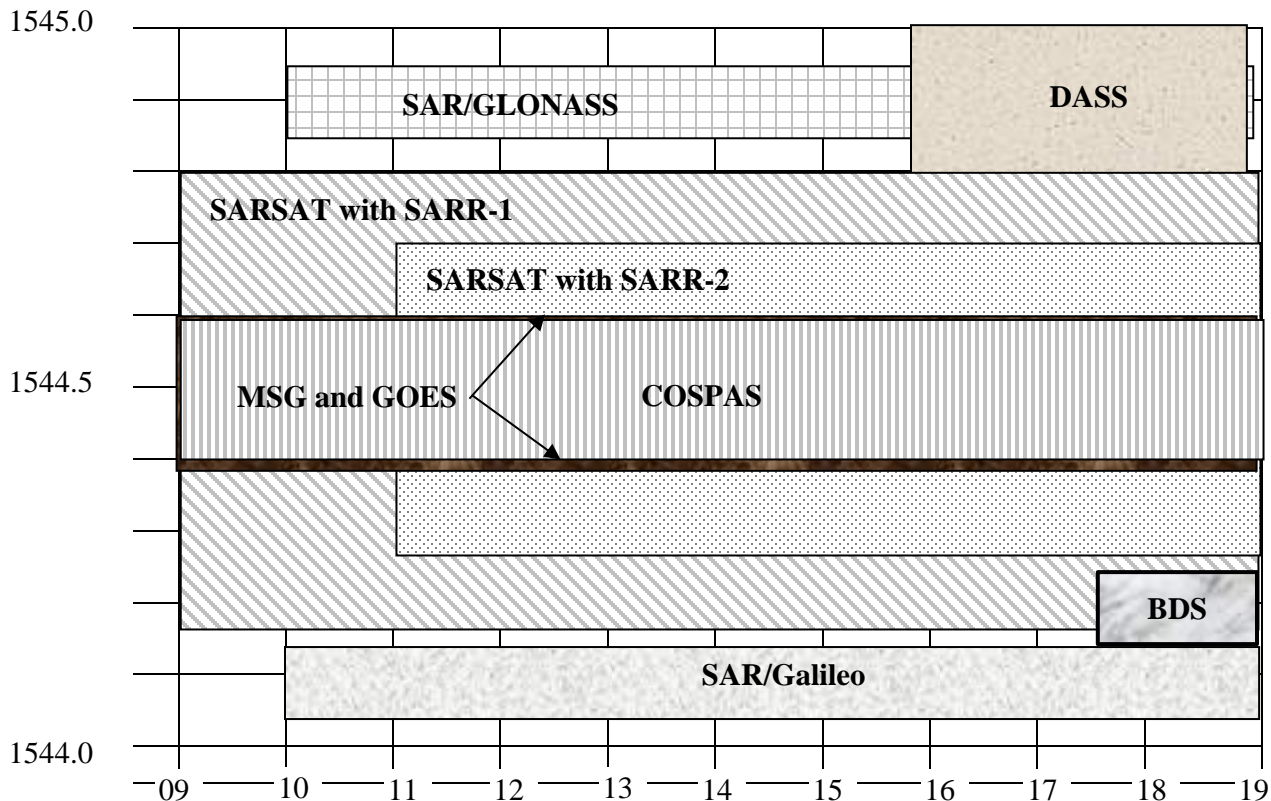 1545.0
SAR/GLONASS
DASS
SARSAT with SARR-1
SARSAT with SARR-2
1544.5
MSG and GOES
COSPAS
BDS
SAR/Galileo
1544.0
09 10 11 12 13 14 15 16 17 18 19